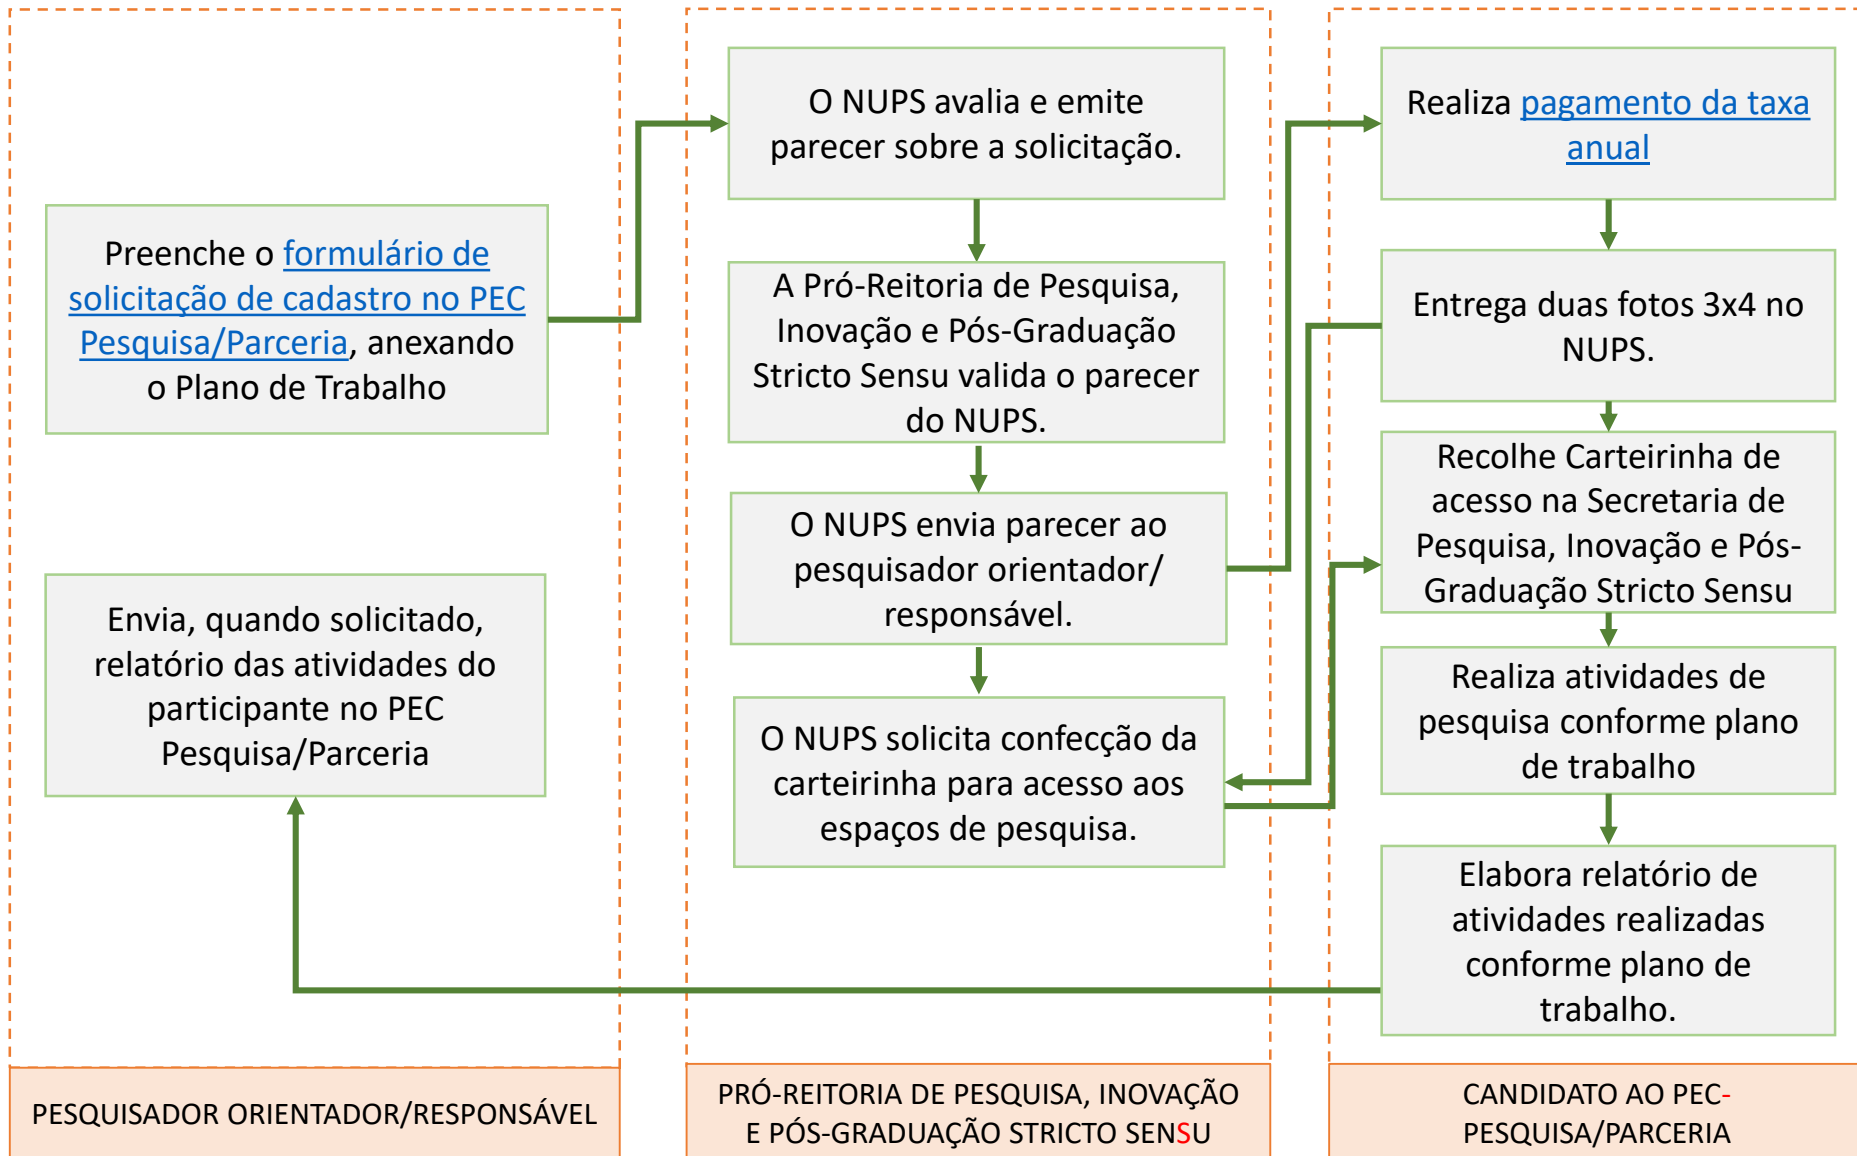 Preenche o formulário de
solicitação de cadastro no PEC
Pesquisa/Parceria, anexando
o Plano de Trabalho
Envia, quando solicitado,
relatório das atividades do
participante no PEC
Pesquisa/Parceria
PESQUISADOR ORIENTADOR/RESPONSÁVEL
O NUPS avalia e emite
parecer sobre a solicitação.
A Pró-Reitoria de Pesquisa,
Inovação e Pós-Graduação
Stricto Sensu valida o parecer
do NUPS.
O NUPS envia parecer ao
pesquisador orientador/
responsável.
O NUPS solicita confecção da
carteirinha para acesso aos
espaços de pesquisa.
PRÓ-REITORIA DE PESQUISA, INOVAÇÃO
E PÓS-GRADUAÇÃO STRICTO SENSU
Realiza pagamento da taxa
anual
Entrega duas fotos 3x4 no
NUPS.
Recolhe Carteirinha de
acesso na Secretaria de
Pesquisa, Inovação e Pós-
Graduação Stricto Sensu
Realiza atividades de
pesquisa conforme plano
de trabalho
Elabora relatório de
atividades realizadas
conforme plano de
trabalho.
CANDIDATO AO PEC-
PESQUISA/PARCERIA